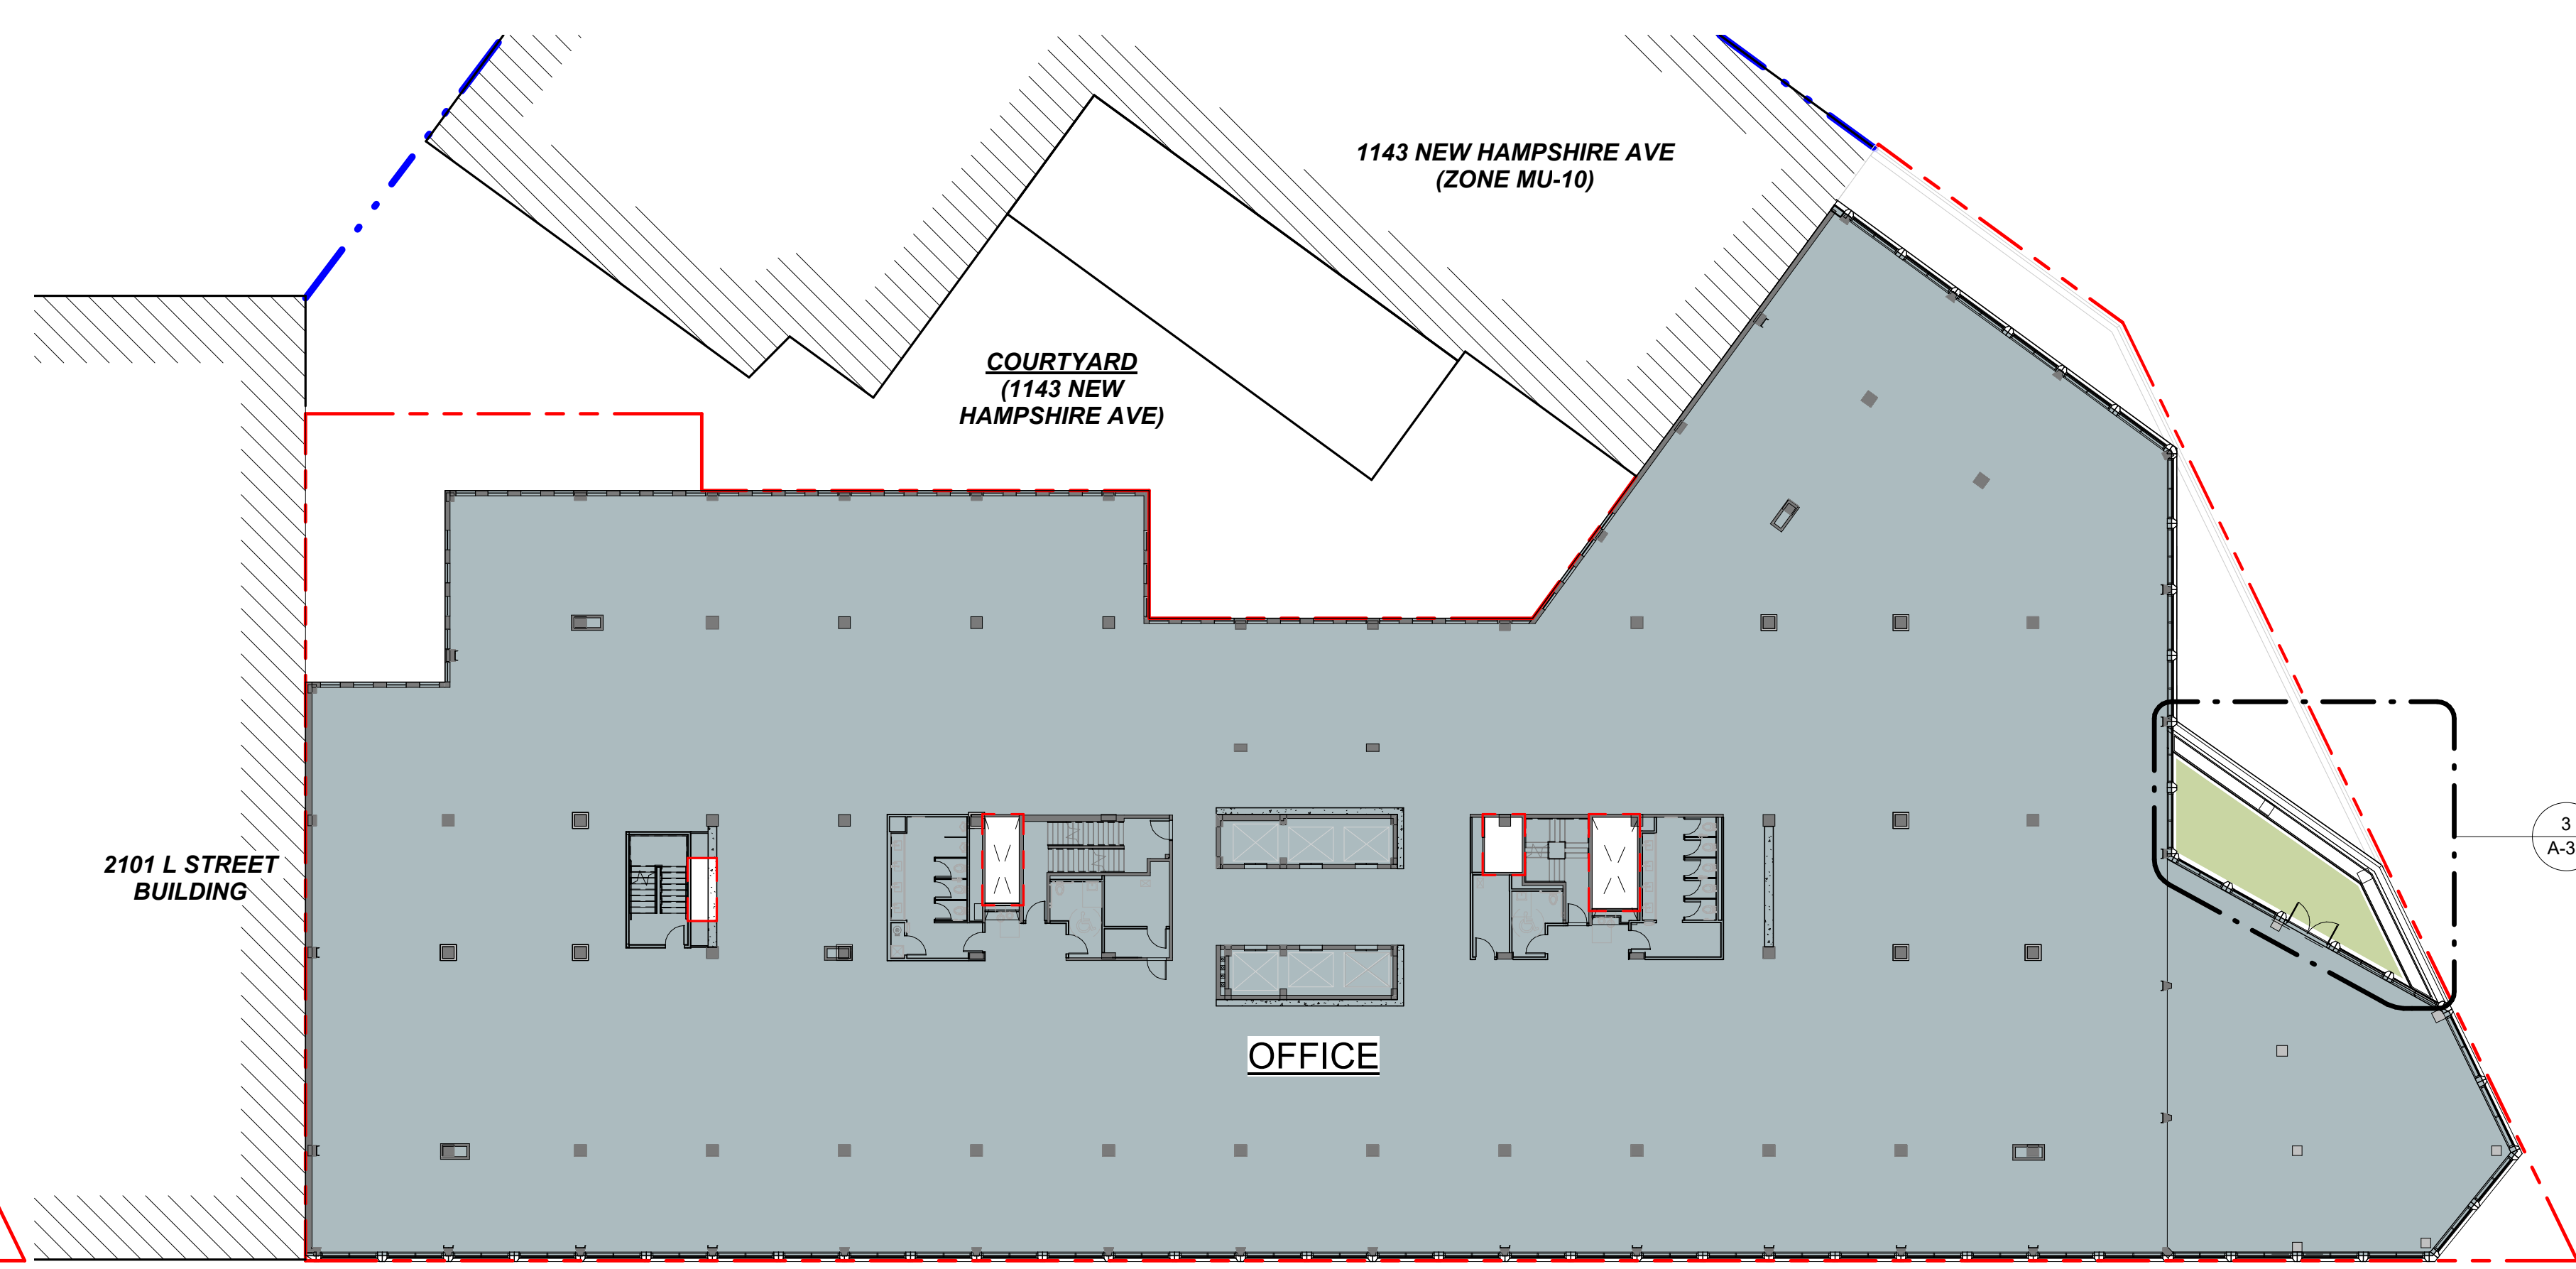 1143 NEW HAMPSHIRE AVE
(ZONE MU-10)
COURTYARD
(1143 NEW
HAMPSHIRE AVE)
2101 L STREET
BUILDING
3
A-3
OFFICE